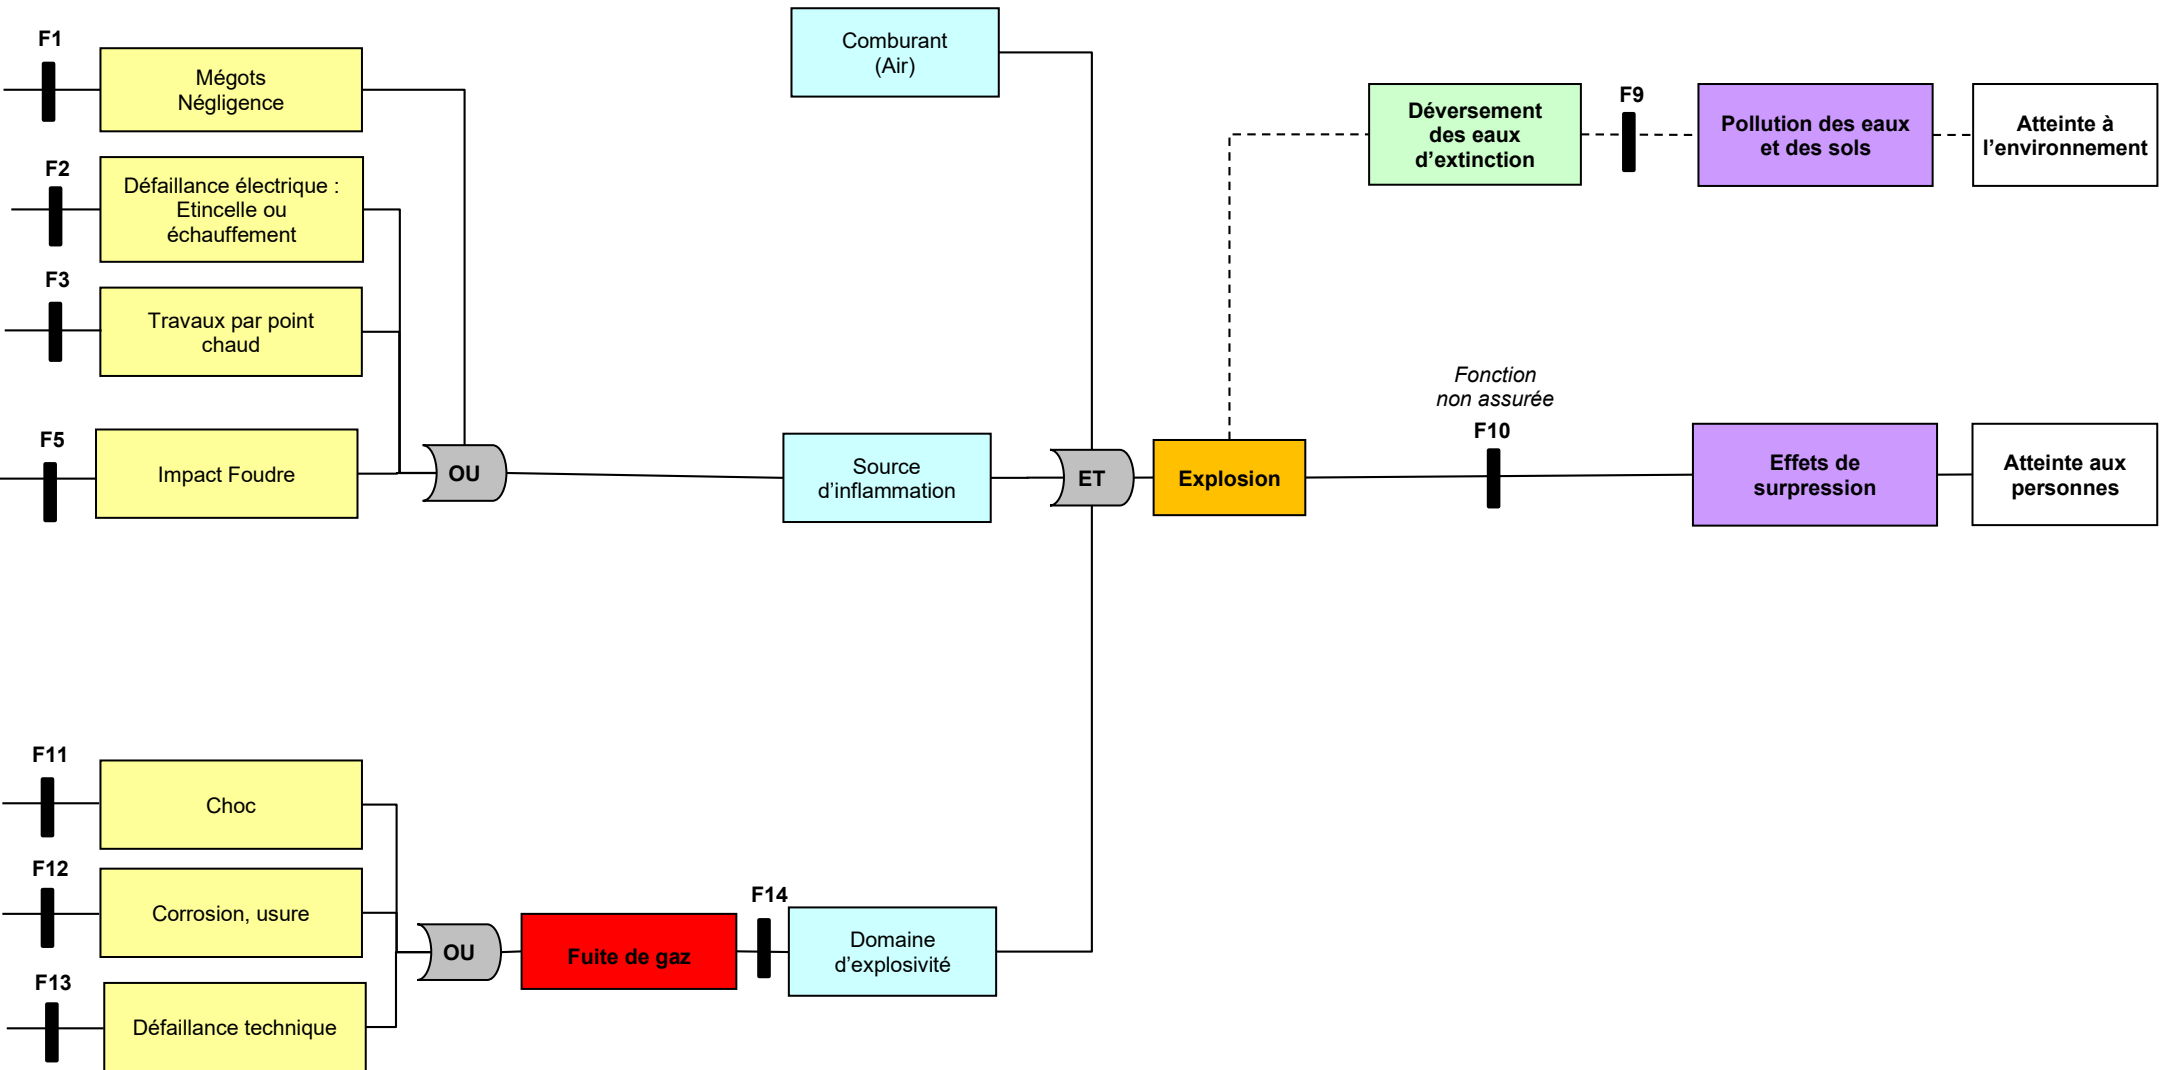 F1
Mégots
Négligence
F2
Défaillance électrique :
Etincelle ou
échauffement
F3
Travaux par point
chaud
F5
Impact Foudre
OU
Comburant
(Air)
Source
d’inflammation
ET
Explosion
Déversement
des eaux
d’extinction
F9
Pollution des eaux
et des sols
Atteinte à
l’environnement
Fonction
non assurée
F10
Effets de
surpression
Atteinte aux
personnes
F11
Choc
F12
Corrosion, usure
F13
Défaillance technique
OU
Fuite de gaz
F14
Domaine
d’explosivité